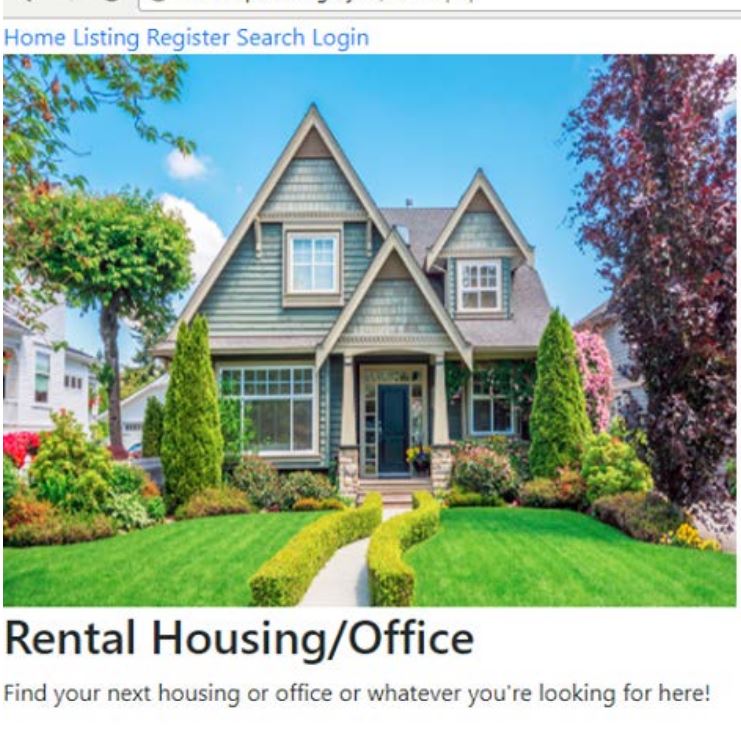 Home Listing Register Search Login
Rental Housing/Office
Find your next housing or office or whatever you're looking for here!